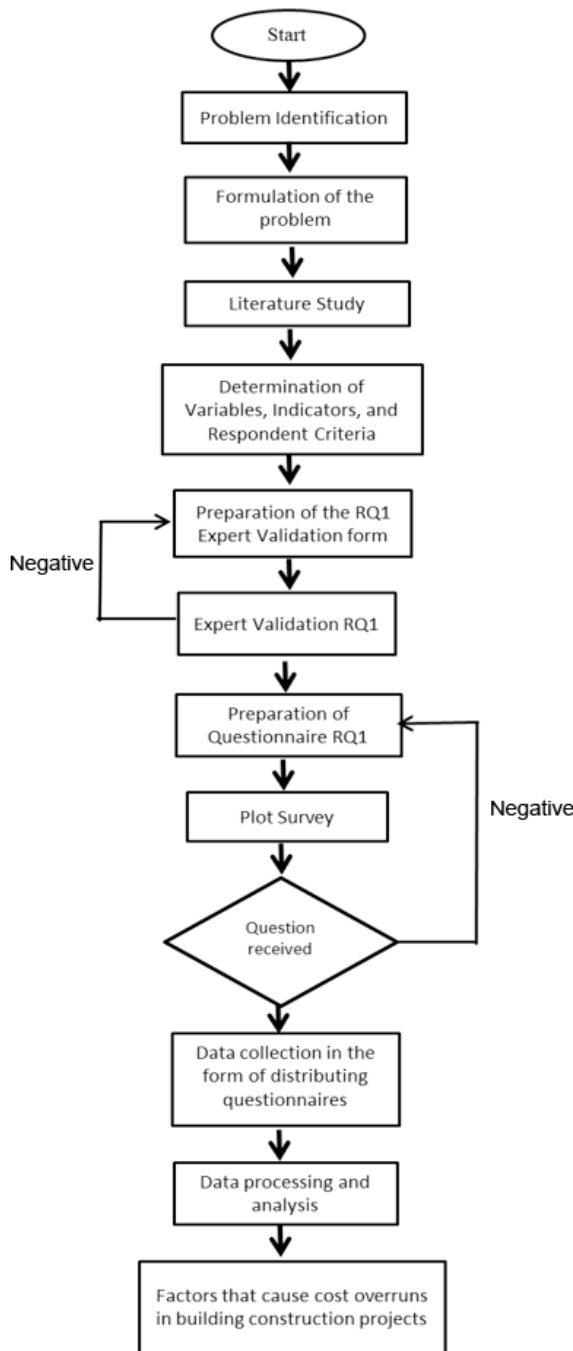 Start
Problem Identification
Formulation of the
problem
Literature Study
Determination of
Variables, Indicators, and
Respondent Criteria
Preparation of the RQ1
Expert Validation form
Negative
Expert Validation RQ1
Preparation of
Questionnaire RQ1
Plot Survey
Negative
Question
received
Data collection in the
form of distributing
questionnaires
Data processing and
analysis
Factors that cause cost overruns
in building construction projects